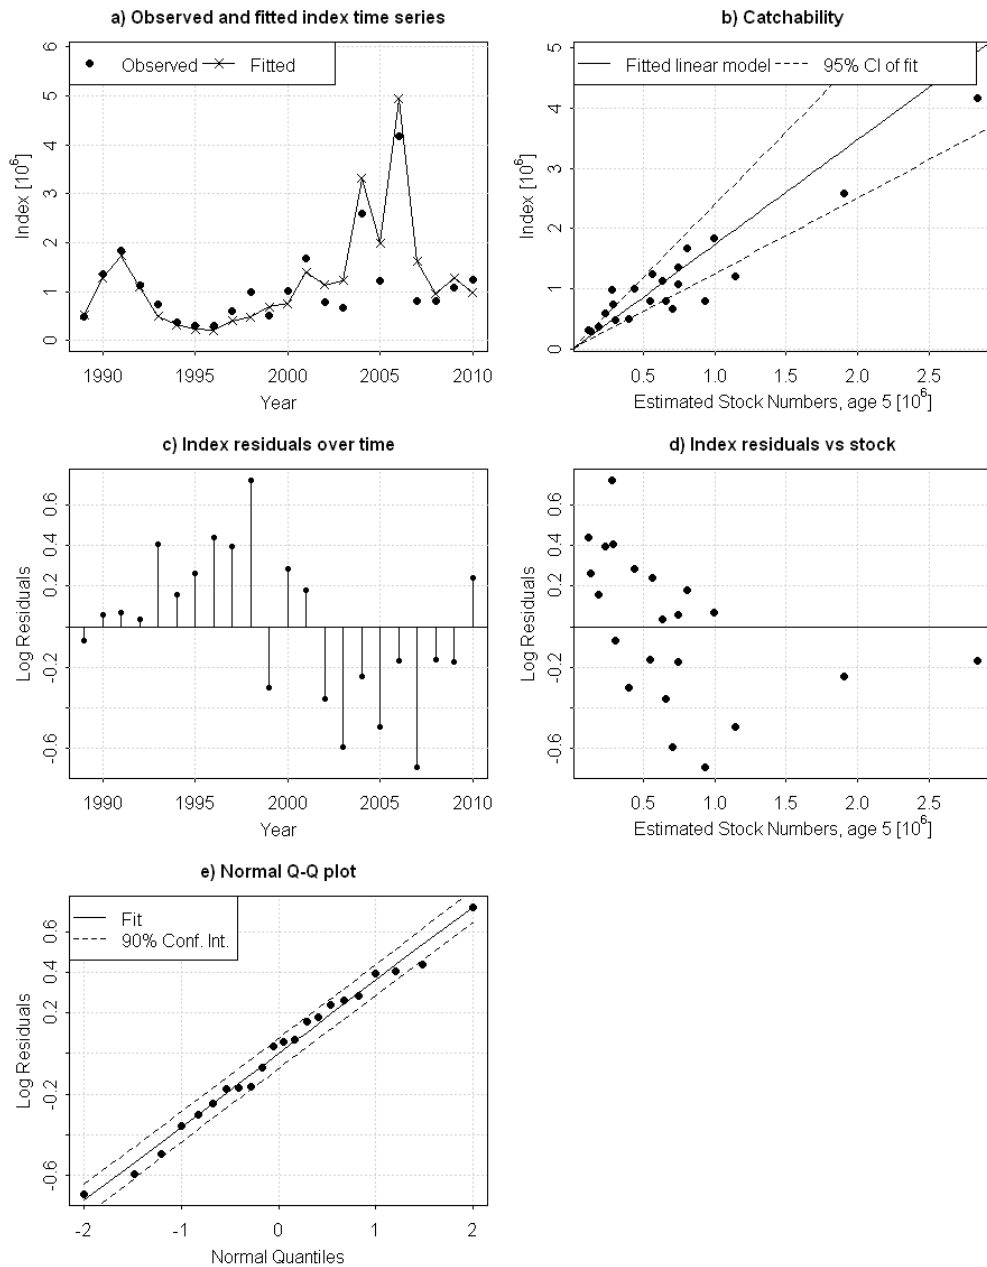 a) Observed and fitted index time series
Observed Fitted
Index [10^6]
6
5
4
3
2
1
0
1990 1995 2000 2005 2010
Year
b) Catchability
Fitted linear model 95% CI of fit
Index [10^6]
5
4
3
2
1
0
0.5 1.0 1.5 2.0 2.5
Estimated Stock Numbers, age 5 [10^6]
c) Index residuals over time
Log Residuals
0.6
0.4
0.2
-0.2
-0.6
1990 1995 2000 2005 2010
Year
d) Index residuals vs stock
Log Residuals
0.6
0.4
0.2
-0.2
-0.6
0.5 1.0 1.5 2.0 2.5
Estimated Stock Numbers, age 5 [10^6]
e) Normal Q-Q plot
Fit
90% Conf. Int.
Log Residuals
0.6
0.4
0.2
-0.2
-0.6
-2 -1 0 1 2
Normal Quantiles